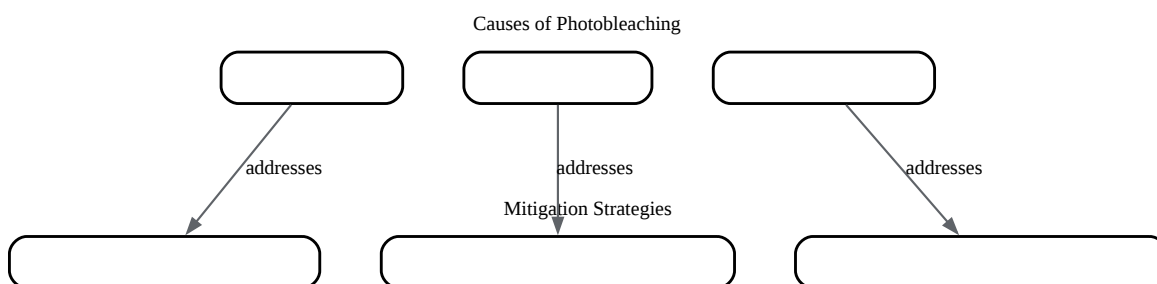 Causes of Photobleaching
addresses
addresses
addresses
Mitigation Strategies